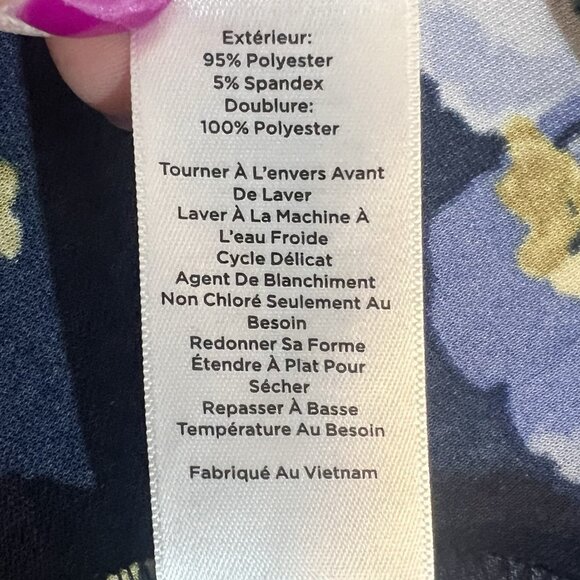 Extérieur:
95% Polyester
5% Spandex
Doublure:
100% Polyester
Tourner À L'envers Avant
De Laver
Laver À La Machine À
L'eau Froide
Cycle Délicat
Agent De Blanchiment
Non Chloré Seulement Au
Besoin
Redonner Sa Forme
Étendre À Plat Pour
Sécher
Repasser À Basse
Température Au Besoin
Fabriqué Au Vietnam